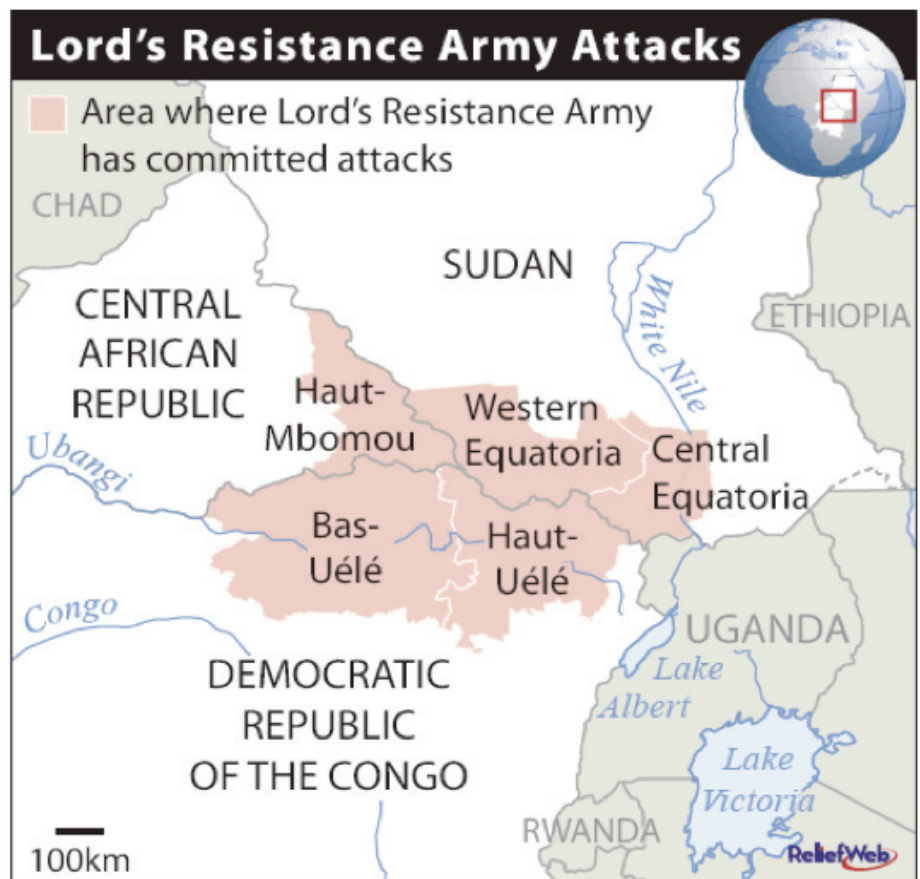 Lord's Resistance Army Attacks
Area where Lord's Resistance Army
has committed attacks
CHAD
SUDAN
CENTRAL
AFRICAN
REPUBLIC
White Nile
ETHIOPIA
Haut-
Mbomou
Western
Equatoria
Central
Equatoria
Ubangi
Bas-
Uélé
Haut-
Uélé
Congo
UGANDA
DEMOCRATIC
REPUBLIC
OF THE CONGO
Lake
Albert
Lake
Victoria
RWANDA
100km
ReliefWeb